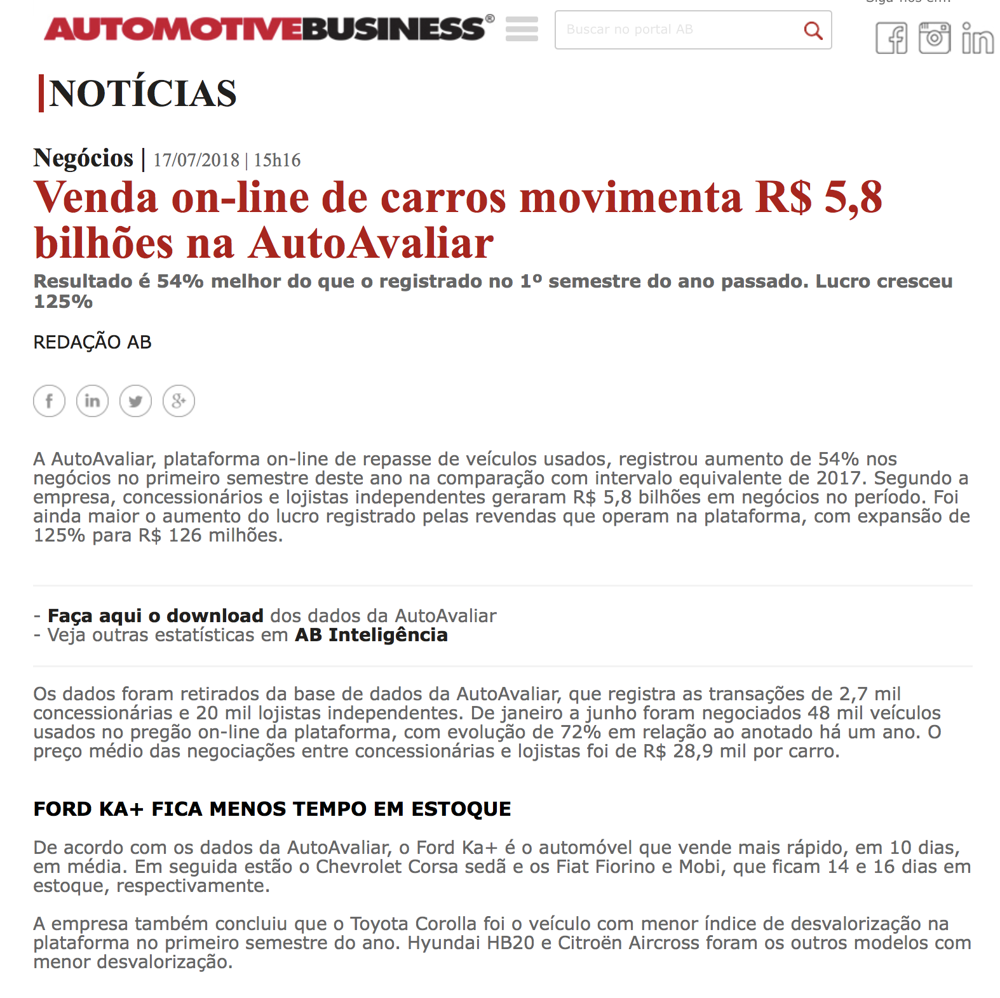 Siga-nos em:
AUTOMOTIVEBUSINESS®
Buscar no portal AB
NOTÍCIAS
Negócios | 17/07/2018 | 15h16
Venda on-line de carros movimenta R$ 5,8
bilhões na AutoAvaliar
Resultado é 54% melhor do que o registrado no 1º semestre do ano passado. Lucro cresceu
125%
REDAÇÃO AB
A AutoAvaliar, plataforma on-line de repasse de veículos usados, registrou aumento de 54% nos
negócios no primeiro semestre deste ano na comparação com intervalo equivalente de 2017. Segundo a
empresa, concessionários e lojistas independentes geraram R$ 5,8 bilhões em negócios no período. Foi
ainda maior o aumento do lucro registrado pelas revendas que operam na plataforma, com expansão de
125% para R$ 126 milhões.
- Faça aqui o download dos dados da AutoAvaliar
- Veja outras estatísticas em AB Inteligência
Os dados foram retirados da base de dados da AutoAvaliar, que registra as transações de 2,7 mil
concessionárias e 20 mil lojistas independentes. De janeiro a junho foram negociados 48 mil veículos
usados no pregão on-line da plataforma, com evolução de 72% em relação ao anotado há um ano. O
preço médio das negociações entre concessionárias e lojistas foi de R$ 28,9 mil por carro.
FORD KA+ FICA MENOS TEMPO EM ESTOQUE
De acordo com os dados da AutoAvaliar, o Ford Ka+ é o automóvel que vende mais rápido, em 10 dias,
em média. Em seguida estão o Chevrolet Corsa sedã e os Fiat Fiorino e Mobi, que ficam 14 e 16 dias em
estoque, respectivamente.
A empresa também concluiu que o Toyota Corolla foi o veículo com menor índice de desvalorização na
plataforma no primeiro semestre do ano. Hyundai HB20 e Citroën Aircross foram os outros modelos com
menor desvalorização.